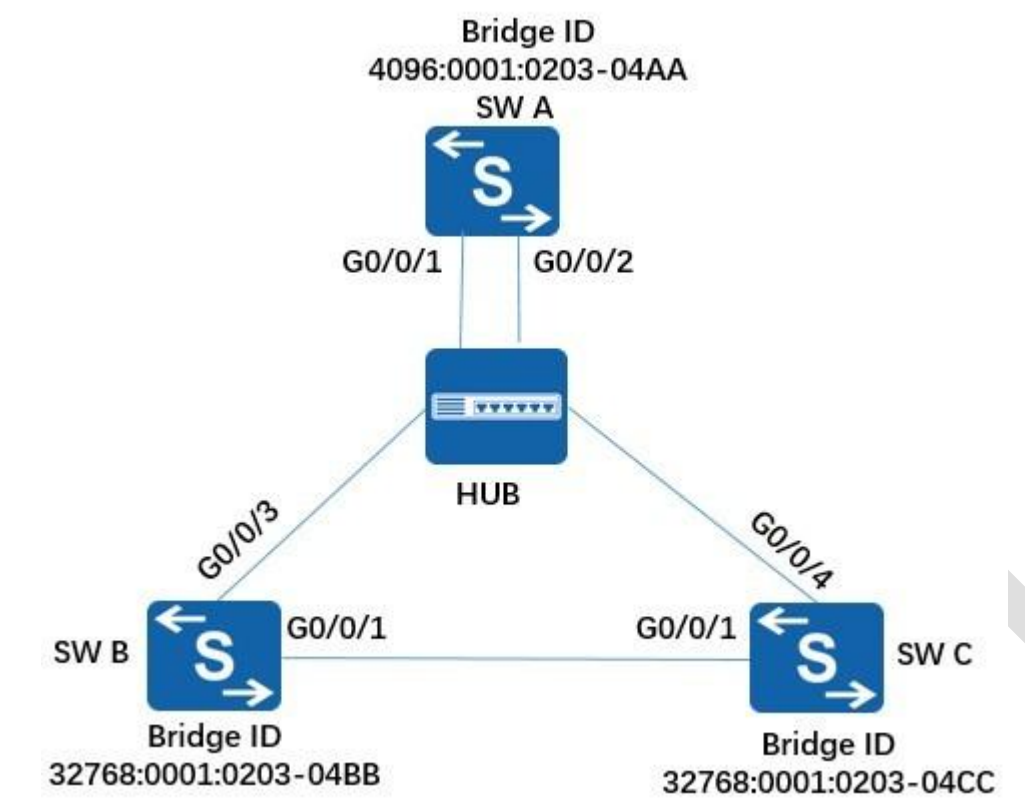 Bridge ID
4096:0001:0203-04AA
SW A
S
G0/0/1
G0/0/2
HUB
G0/0/3
G0/0/4
SW B
S
G0/0/1
G0/0/1
S
SW C
Bridge ID
32768:0001:0203-04BB
Bridge ID
32768:0001:0203-04CC